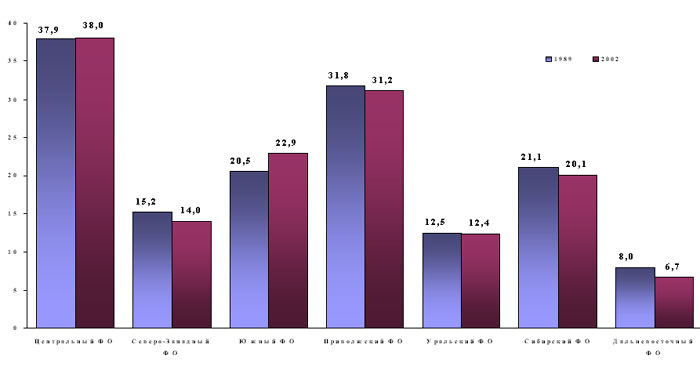 40
37,9
38,0
1989
2002
35
31,8
31,2
30
25
22,9
20,5
21,1
20,1
20
15,2
14,0
15
12,5
12,4
10
8,0
6,7
5
0
Центральный ФО
Северо-Западный
ФО
Южный ФО
Приволжский ФО
Уральский ФО
Сибирский ФО
Дальневосточный
ФО